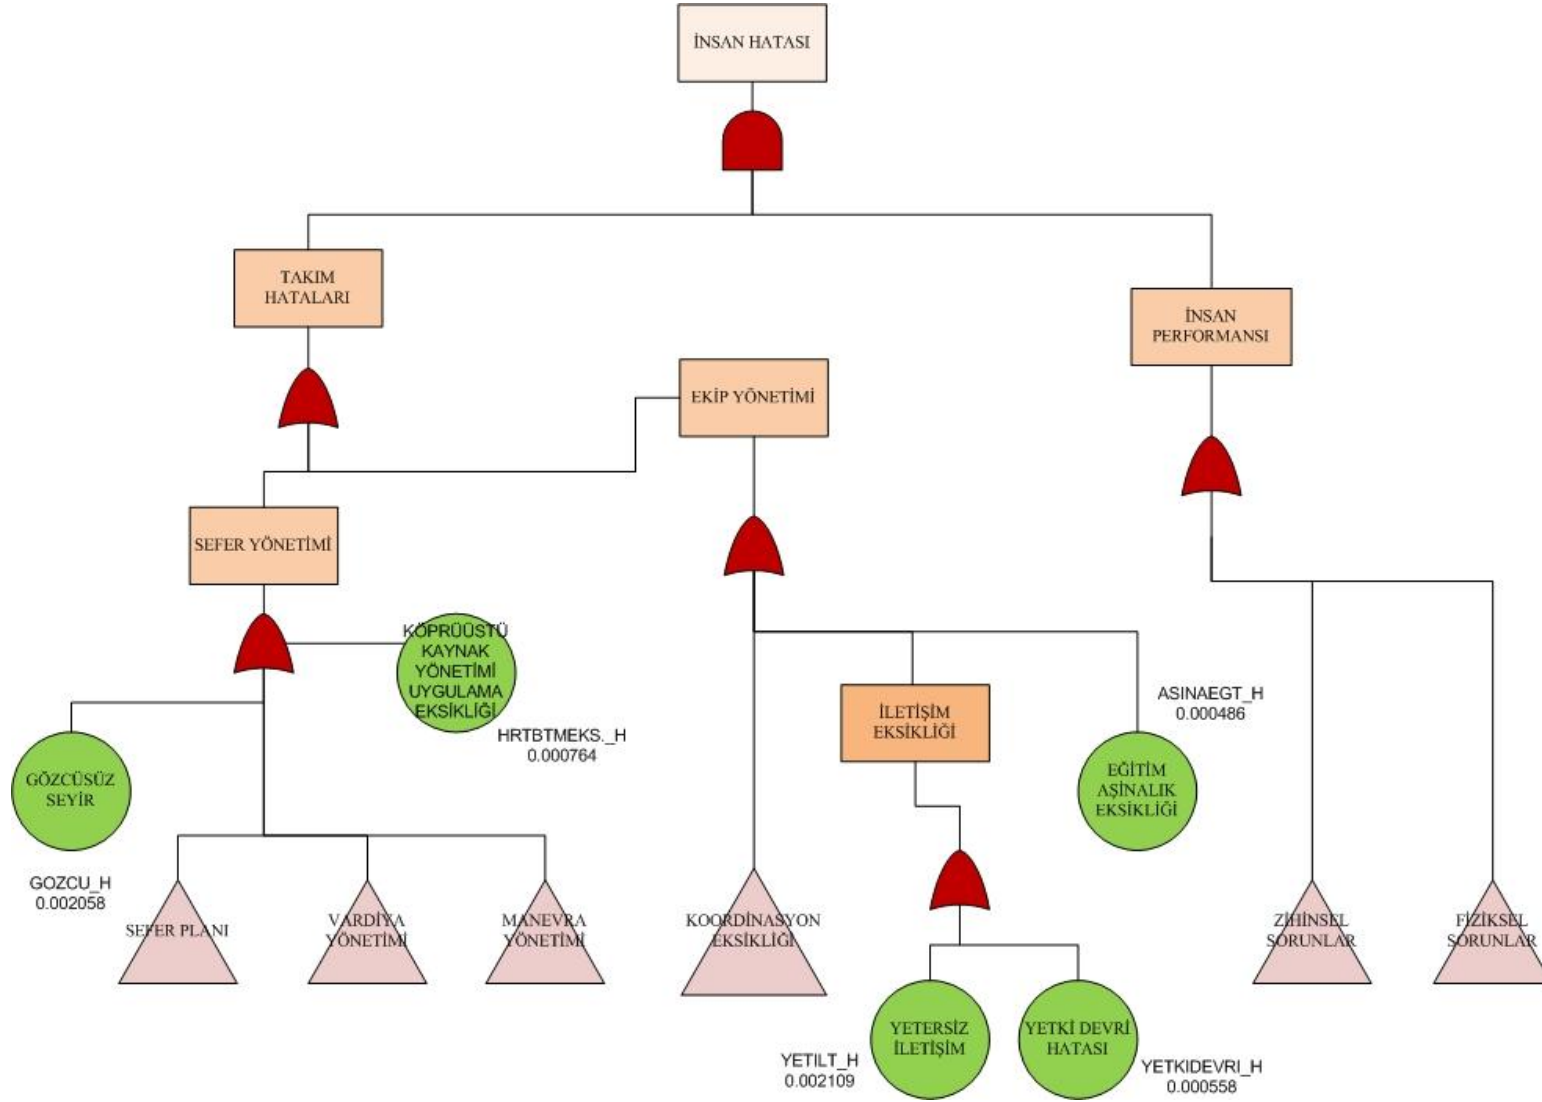 İNSAN HATASI
TAKIM
HATALARI
İNSAN
PERFORMANSI
EKİP YÖNETİMİ
SEFER YÖNETİMİ
KÖPRÜÜSTÜ
KAYNAK
YÖNETİMİ
UYGULAMA
EKSİKLİĞİ
HRTBTMEKS._H
0.000764
İLETİŞİM
EKSİKLİĞİ
ASINAEGT_H
0.000486
GÖZCÜSÜZ
SEYİR
EĞİTİM
AŞİNALIK
EKSİKLİĞİ
GOZCU_H
0.002058
SEFER PLANI
VARDİYA
YÖNETİMİ
MANEVRA
YÖNETİMİ
KOORDİNASYON
EKSİKLİĞİ
ZİHİNSEL
SORUNLAR
FİZİKSEL
SORUNLAR
YETERSİZ
İLETİŞİM
YETKİ DEVRİ
HATASI
YETILT_H
0.002109
YETKIDEVRI_H
0.000558